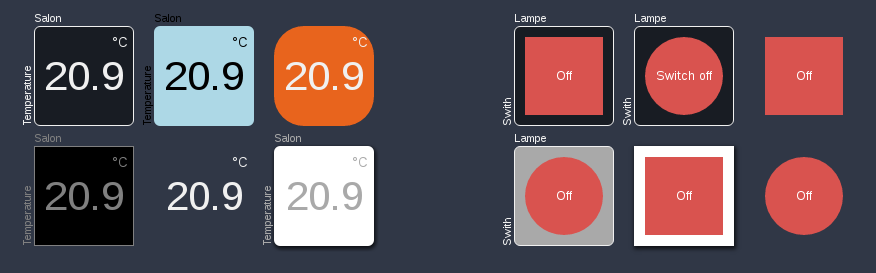 Salon
Temperature
°C
20.9
Salon
Temperature
°C
20.9
°C
20.9
Lampe
Swith
Off
Lampe
Swith
Switch off
Off
Salon
Temperature
°C
20.9
°C
20.9
Salon
Temperature
°C
20.9
Lampe
Swith
Off
Off
Off